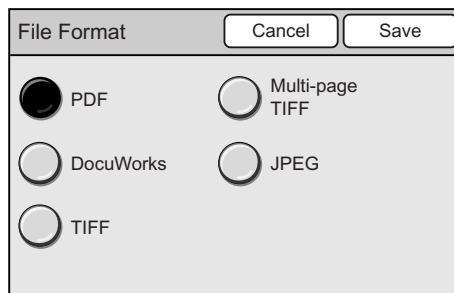 File Format
Cancel
Save
PDF
Multi-page
TIFF
DocuWorks
JPEG
TIFF